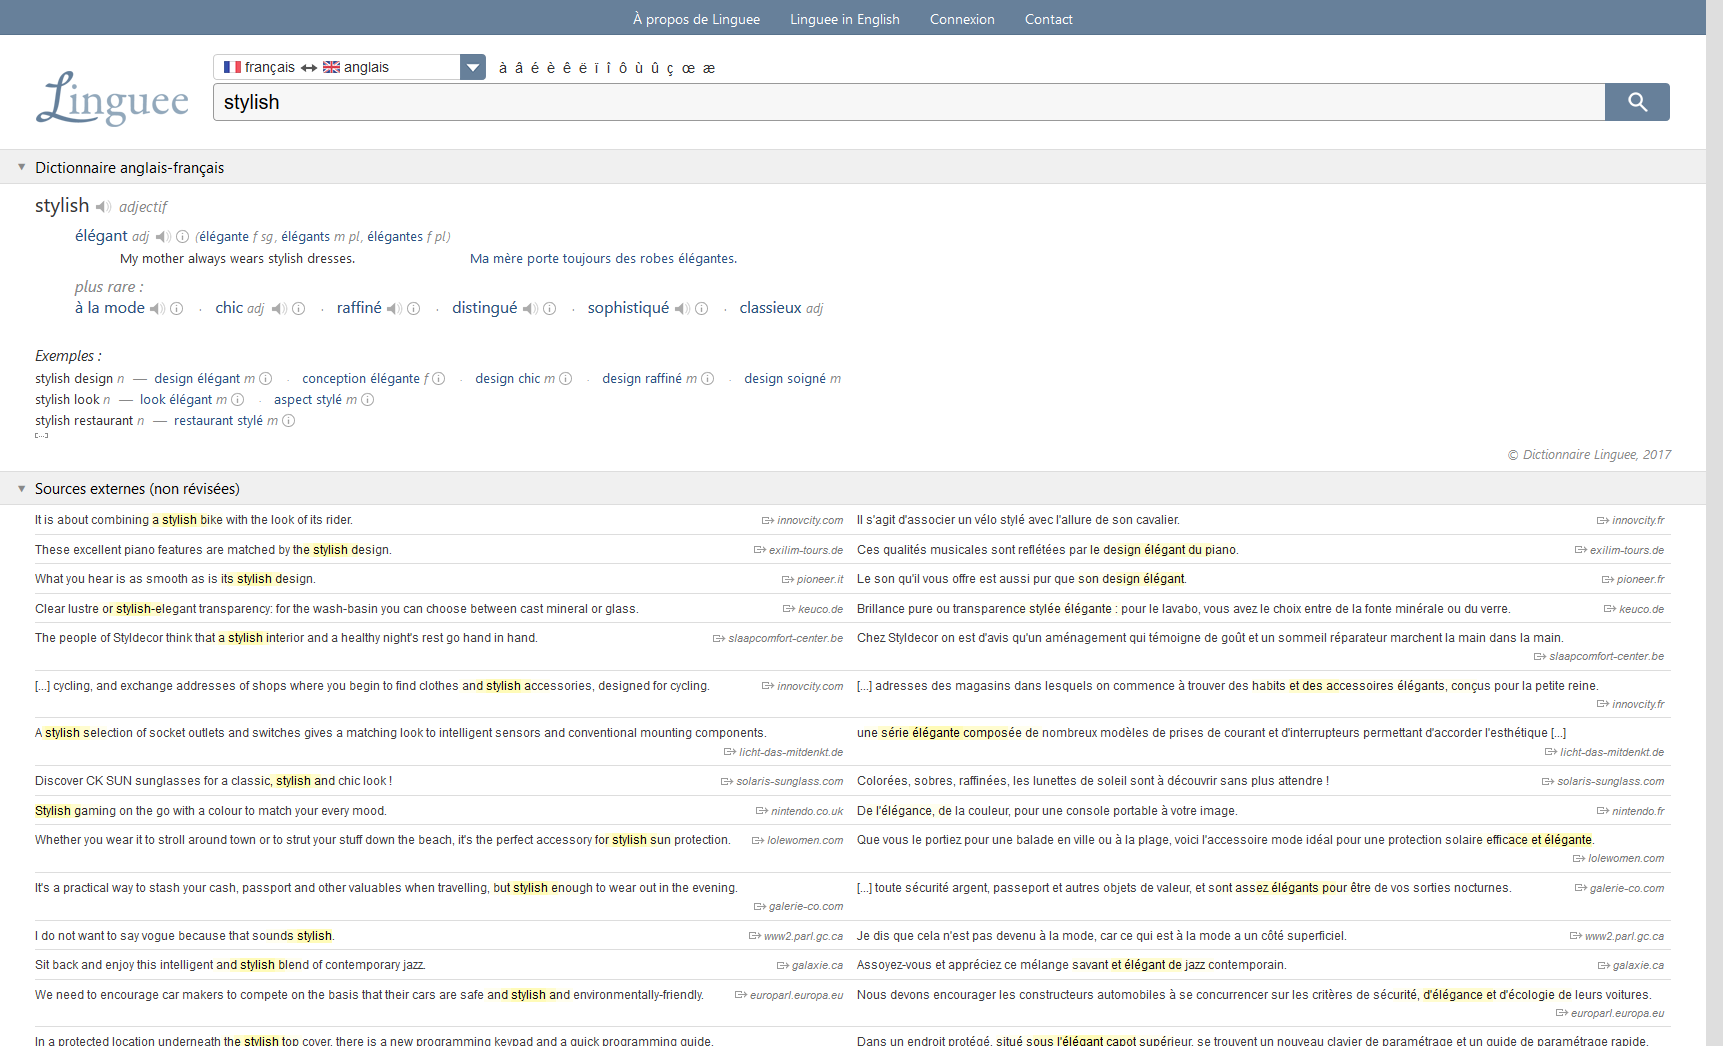 À propos de Linguee Linguee in English Connexion Contact
français ↔ anglais à â é è ê ë ï î ô ù û ç œ æ
Linguee
stylish
Dictionnaire anglais-français
stylish adjectif
élégant adj (élégante f sg, élégants m pl, élégantes f pl)
My mother always wears stylish dresses. Ma mère porte toujours des robes élégantes.
plus rare :
à la mode · chic adj · raffiné · distingué · sophistiqué · classieux adj
Exemples :
stylish design n — design élégant m · conception élégante f · design chic m · design raffiné m · design soigné m
stylish look n — look élégant m · aspect stylé m
stylish restaurant n — restaurant stylé m
[...]
© Dictionnaire Linguee, 2017
Sources externes (non révisées)
It is about combining a stylish bike with the look of its rider. innovcity.com Il s'agit d'associer un vélo stylé avec l'allure de son cavalier. innovcity.fr
These excellent piano features are matched by the stylish design. exilim-tours.de Ces qualités musicales sont reflétées par le design élégant du piano. exilim-tours.de
What you hear is as smooth as is its stylish design. pioneer.it Le son qu'il vous offre est aussi pur que son design élégant. pioneer.fr
Clear lustre or stylish-elegant transparency: for the wash-basin you can choose between cast mineral or glass. keuco.de Brillance pure ou transparence stylée élégante : pour le lavabo, vous avez le choix entre de la fonte minérale ou du verre. keuco.de
The people of Styldecor think that a stylish interior and a healthy night's rest go hand in hand. slaapcomfort-center.be Chez Styldecor on est d'avis qu'un aménagement qui témoigne de goût et un sommeil réparateur marchent la main dans la main.
slaapcomfort-center.be
[...] cycling, and exchange addresses of shops where you begin to find clothes and stylish accessories, designed for cycling. innovcity.com [...] adresses des magasins dans lesquels on commence à trouver des habits et des accessoires élégants, conçus pour la petite reine.
innovcity.fr
A stylish selection of socket outlets and switches gives a matching look to intelligent sensors and conventional mounting components. une série élégante composée de nombreux modèles de prises de courant et d'interrupteurs permettant d'accorder l'esthétique [...]
licht-das-mitdenkt.de licht-das-mitdenkt.de
Discover CK SUN sunglasses for a classic, stylish and chic look ! solaris-sunglass.com Colorées, sobres, raffinées, les lunettes de soleil sont à découvrir sans plus attendre ! solaris-sunglass.com
Stylish gaming on the go with a colour to match your every mood. nintendo.co.uk De l'élégance, de la couleur, pour une console portable à votre image. nintendo.fr
Whether you wear it to stroll around town or to strut your stuff down the beach, it's the perfect accessory for stylish sun protection. lolewomen.com Que vous le portiez pour une balade en ville ou à la plage, voici l'accessoire mode idéal pour une protection solaire efficace et élégante.
lolewomen.com
It's a practical way to stash your cash, passport and other valuables when travelling, but stylish enough to wear out in the evening. [...] toute sécurité argent, passeport et autres objets de valeur, et sont assez élégants pour être de vos sorties nocturnes. galerie-co.com
galerie-co.com
I do not want to say vogue because that sounds stylish. www2.parl.gc.ca Je dis que cela n'est pas devenu à la mode, car ce qui est à la mode a un côté superficiel. www2.parl.gc.ca
Sit back and enjoy this intelligent and stylish blend of contemporary jazz. galaxie.ca Assoyez-vous et appréciez ce mélange savant et élégant de jazz contemporain. galaxie.ca
We need to encourage car makers to compete on the basis that their cars are safe and stylish and environmentally-friendly. europarl.europa.eu Nous devons encourager les constructeurs automobiles à se concurrencer sur les critères de sécurité, d'élégance et d'écologie de leurs voitures.
europarl.europa.eu
In a protected location underneath the stylish top cover, there is a new programming keypad and a quick programming guide. Dans un endroit protégé, situé sous l'élégant capot supérieur, se trouvent un nouveau clavier de paramétrage et un guide de paramétrage rapide.